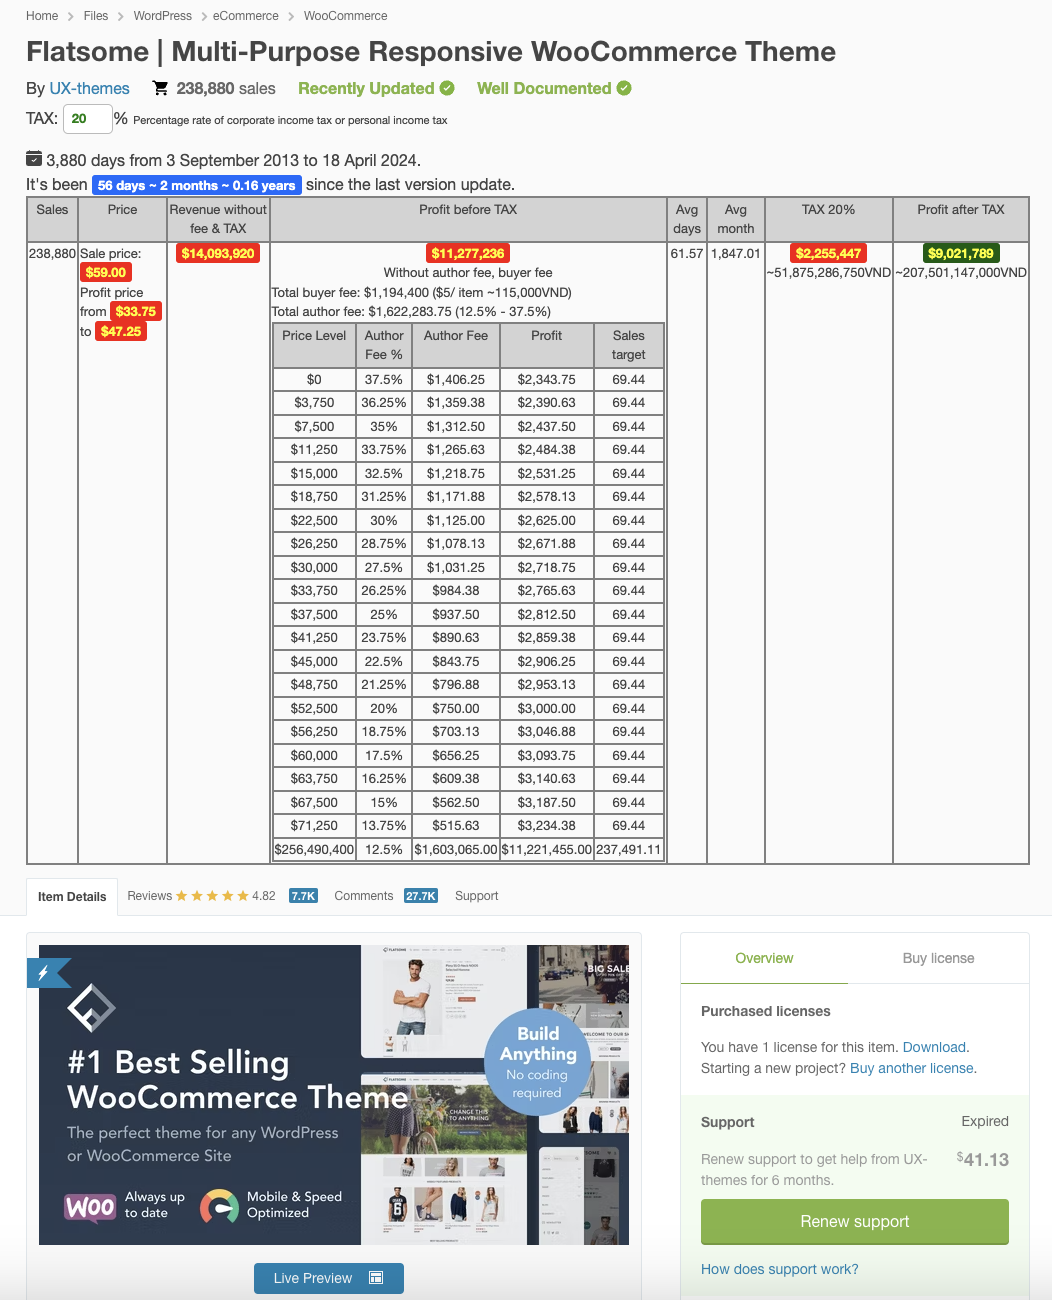 Home > Files > WordPress > eCommerce > WooCommerce
Flatsome | Multi-Purpose Responsive WooCommerce Theme
By UX-themes 238,880 sales Recently Updated Well Documented
TAX: 20 % Percentage rate of corporate income tax or personal income tax
3,880 days from 3 September 2013 to 18 April 2024.
It's been 56 days ~ 2 months ~ 0.16 years since the last version update.
Sales Price Revenue without fee & TAX Profit before TAX Avg days Avg month TAX 20% Profit after TAX
238,880
Sale price:
$59.00
Profit price
from $33.75
to $47.25
$14,093,920
$11,277,236
Without author fee, buyer fee
Total buyer fee: $1,194,400 ($5/ item ~115,000VND)
Total author fee: $1,622,283.75 (12.5% - 37.5%)
Price Level Author Fee % Author Fee Profit Sales target
$0 37.5% $1,406.25 $2,343.75 69.44
$3,750 36.25% $1,359.38 $2,390.63 69.44
$7,500 35% $1,312.50 $2,437.50 69.44
$11,250 33.75% $1,265.63 $2,484.38 69.44
$15,000 32.5% $1,218.75 $2,531.25 69.44
$18,750 31.25% $1,171.88 $2,578.13 69.44
$22,500 30% $1,125.00 $2,625.00 69.44
$26,250 28.75% $1,078.13 $2,671.88 69.44
$30,000 27.5% $1,031.25 $2,718.75 69.44
$33,750 26.25% $984.38 $2,765.63 69.44
$37,500 25% $937.50 $2,812.50 69.44
$41,250 23.75% $890.63 $2,859.38 69.44
$45,000 22.5% $843.75 $2,906.25 69.44
$48,750 21.25% $796.88 $2,953.13 69.44
$52,500 20% $750.00 $3,000.00 69.44
$56,250 18.75% $703.13 $3,046.88 69.44
$60,000 17.5% $656.25 $3,093.75 69.44
$63,750 16.25% $609.38 $3,140.63 69.44
$67,500 15% $562.50 $3,187.50 69.44
$71,250 13.75% $515.63 $3,234.38 69.44
$256,490,400 12.5% $1,603,065.00 $11,221,455.00 237,491.11
61.57
1,847.01
$2,255,447
~51,875,286,750VND
$9,021,789
~207,501,147,000VND
Item Details Reviews 4.82 7.7K Comments 27.7K Support
#1 Best Selling
WooCommerce Theme
The perfect theme for any WordPress
or WooCommerce Site
WOO Always up
to date
Mobile & Speed
Optimized
Build
Anything
No coding
required
FLATSOME
BIG SALE
FLATSOME
CHANGE THIS
TO ANYTHING
Live Preview
Overview Buy license
Purchased licenses
You have 1 license for this item. Download.
Starting a new project? Buy another license.
Support Expired
Renew support to get help from UX-
themes for 6 months.
$41.13
Renew support
How does support work?